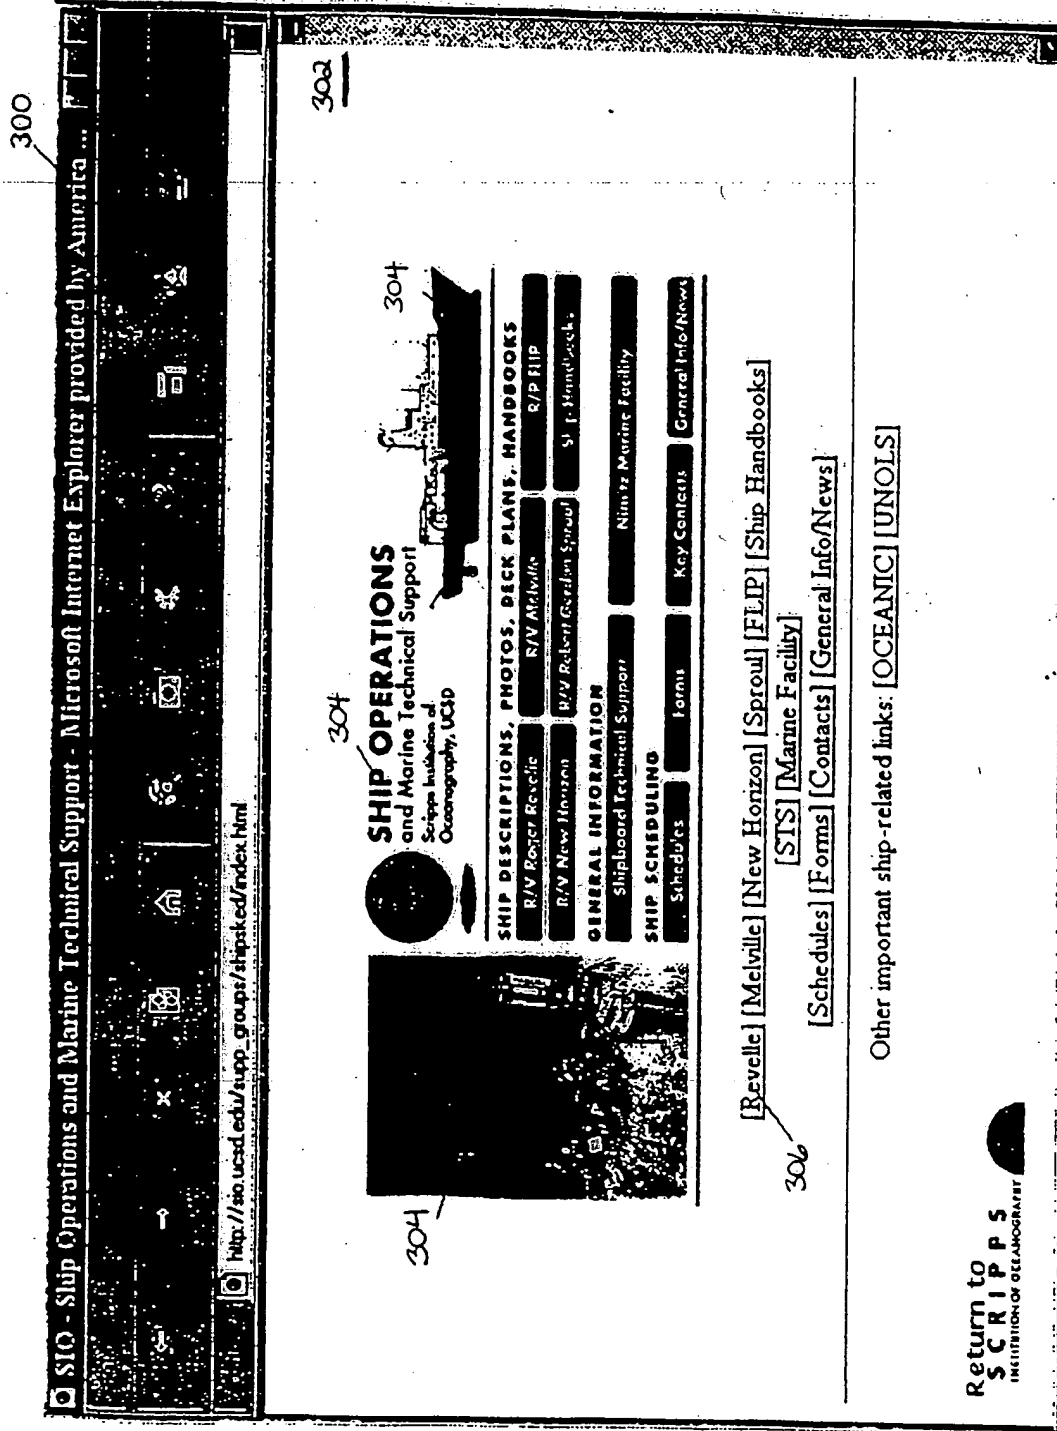 300
SIO - Ship Operations and Marine Technical Support - Microsoft Internet Explorer provided by America ...
http://sio.ucsd.edu/supp_groups/shipsked/index.html
302
304
304
304
SHIP OPERATIONS
and Marine Technical Support
Scripps Institution of
Oceanography, UCSD
SHIP DESCRIPTIONS, PHOTOS, DECK PLANS, HANDBOOKS
R/V Roger Revelle
R/V Melville
R/P FLIP
R/V New Horizon
R/V Robert Gordon Sproul
Ship Handbooks
GENERAL INFORMATION
Shipboard Technical Support
Nimitz Marine Facility
SHIP SCHEDULING
Schedules
Forms
Key Contacts
General Info/News
[Revelle] [Melville] [New Horizon] [Sproul] [FLIP] [Ship Handbooks]
[STS] [Marine Facility]
[Schedules] [Forms] [Contacts] [General Info/News]
306
Other important ship-related links: [OCEANIC] [UNOLS]
Return to
SCRIPPS
INSTITUTION OF OCEANOGRAPHY